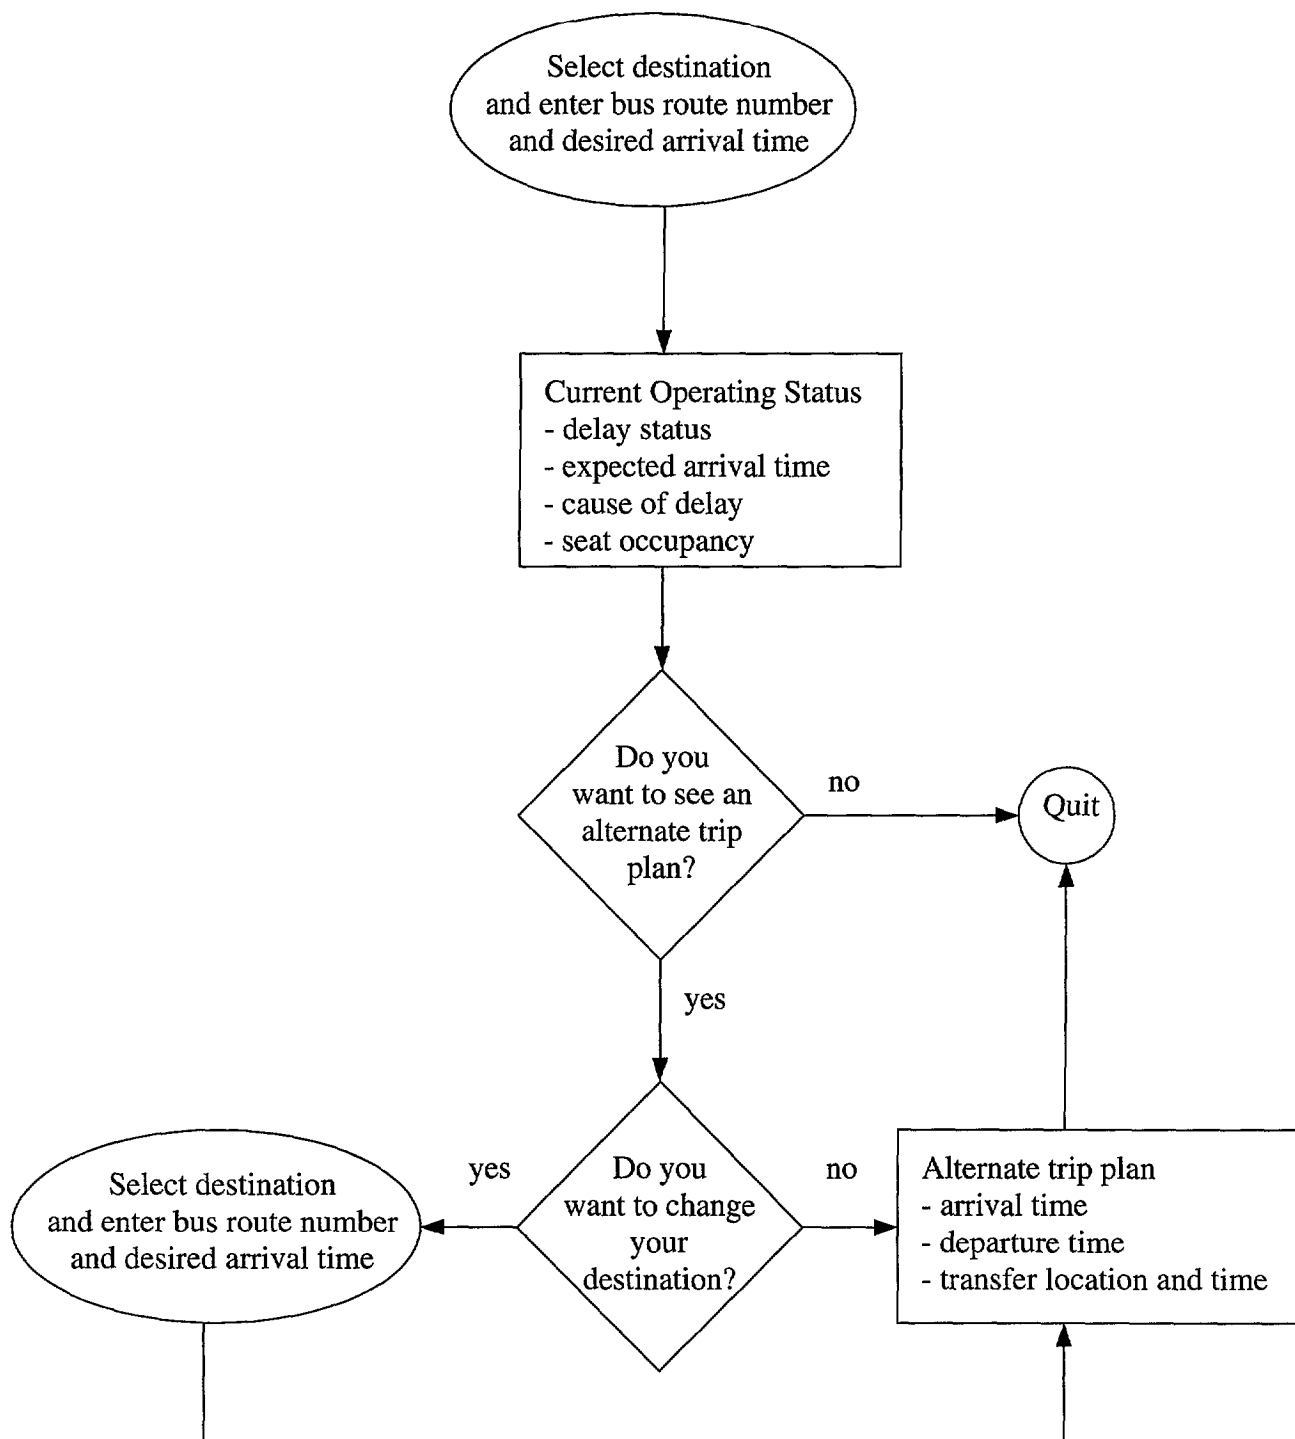 Select destination
and enter bus route number
and desired arrival time
Current Operating Status
- delay status
- expected arrival time
- cause of delay
- seat occupancy
Do you
want to see an
alternate trip
plan?
no
Quit
yes
yes
Do you
want to change
your
destination?
no
Select destination
and enter bus route number
and desired arrival time
Alternate trip plan
- arrival time
- departure time
- transfer location and time